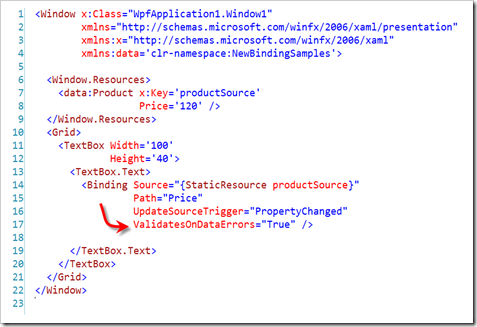 1 <Window x:Class="WpfApplication1.Window1"
2 xmlns="http://schemas.microsoft.com/winfx/2006/xaml/presentation"
3 xmlns:x="http://schemas.microsoft.com/winfx/2006/xaml"
4 xmlns:data='clr-namespace:NewBindingSamples'>
5
6 <Window.Resources>
7 <data:Product x:Key='productSource'
8 Price='120' />
9 </Window.Resources>
10 <Grid>
11 <TextBox Width='100'
12 Height='40'>
13 <TextBox.Text>
14 <Binding Source="{StaticResource productSource}"
15 Path="Price"
16 UpdateSourceTrigger="PropertyChanged"
17 ValidatesOnDataErrors="True" />
18
19 </TextBox.Text>
20 </TextBox>
21 </Grid>
22 </Window>
23